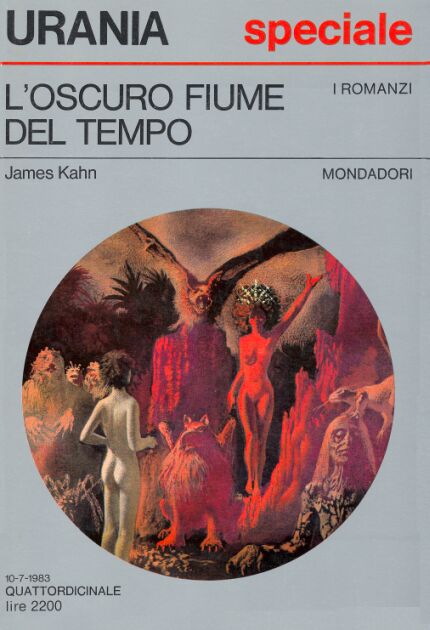 URANIA speciale
L'OSCURO FIUME
DEL TEMPO
I ROMANZI
James Kahn
MONDADORI
10-7-1983
QUATTORDICINALE
lire 2200